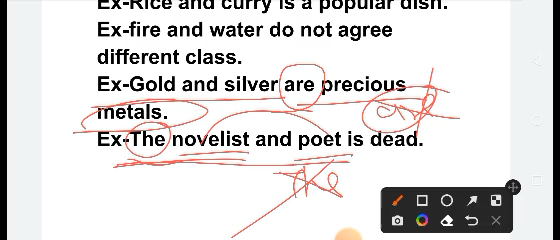 Ex-Rice and curry is a popular dish.
Ex-fire and water do not agree
different class.
Ex-Gold and silver are precious
metals.
Ex-The novelist and poet is dead.
the